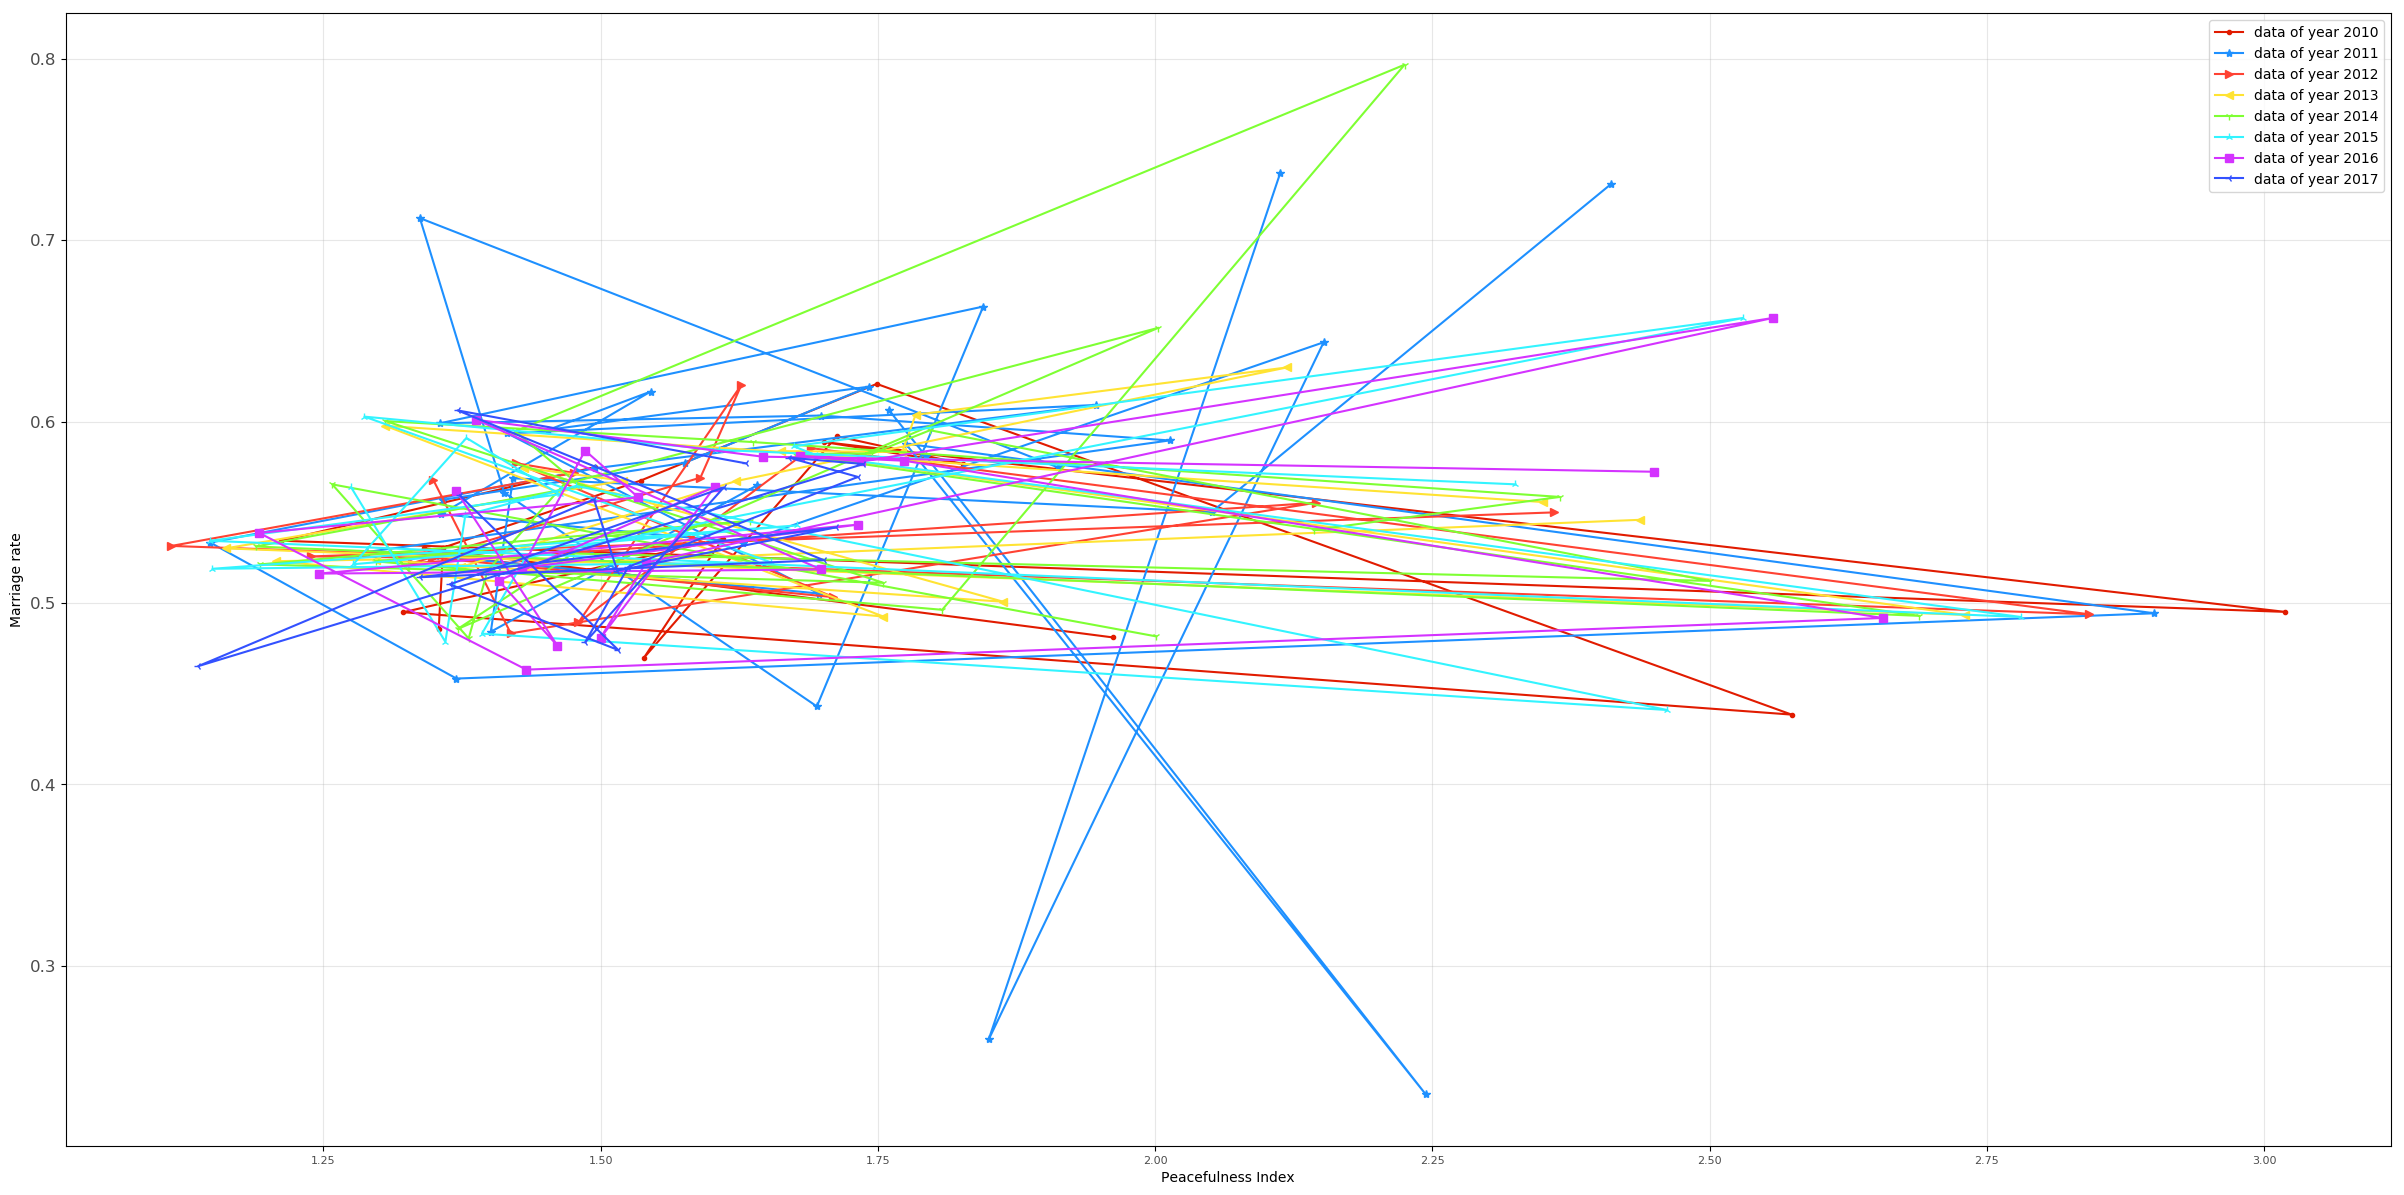 data of year 2010
data of year 2011
data of year 2012
data of year 2013
data of year 2014
data of year 2015
data of year 2016
data of year 2017
0.8
0.7
0.6
0.5
0.4
0.3
Marriage rate
1.25 1.50 1.75 2.00 2.25 2.50 2.75 3.00
Peacefulness Index